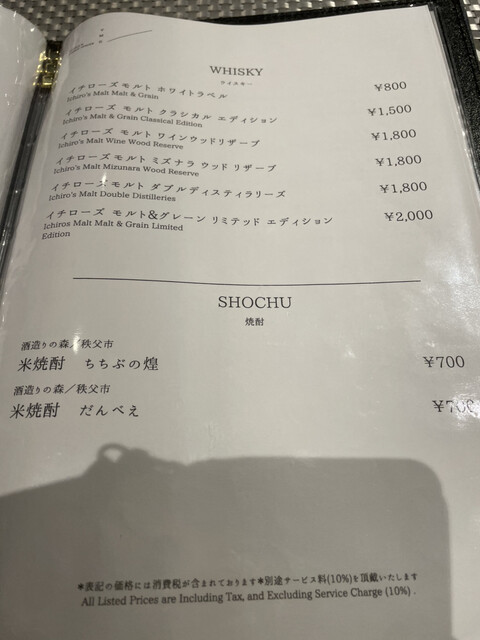 WHISKY
ウイスキー
イチローズモルト ホワイトラベル ¥800
Ichiro's Malt Malt & Grain
イチローズ モルト クラシカル エディション ¥1,500
Ichiro's Malt & Grain Classical Edition
イチローズ モルト ワインウッドリザーブ ¥1,800
Ichiro's Malt Wine Wood Reserve
イチローズモルト ミズナラ ウッド リザーブ ¥1,800
Ichiro's Malt Mizunara Wood Reserve
イチローズ モルト ダブルディスティラリーズ ¥1,800
Ichiro's Malt Double Distilleries
イチローズ モルト&グレーン リミテッド エディション ¥2,000
Ichiros Malt Malt & Grain Limited
Edition
SHOCHU
焼酎
酒造りの森／秩父市
米焼酎 ちちぶの煌 ¥700
酒造りの森／秩父市
米焼酎 だんべえ ¥700
*表記の価格には消費税が含まれております*別途サービス料(10%)を頂戴いたします
All Listed Prices are Including Tax, and Excluding Service Charge (10%) .